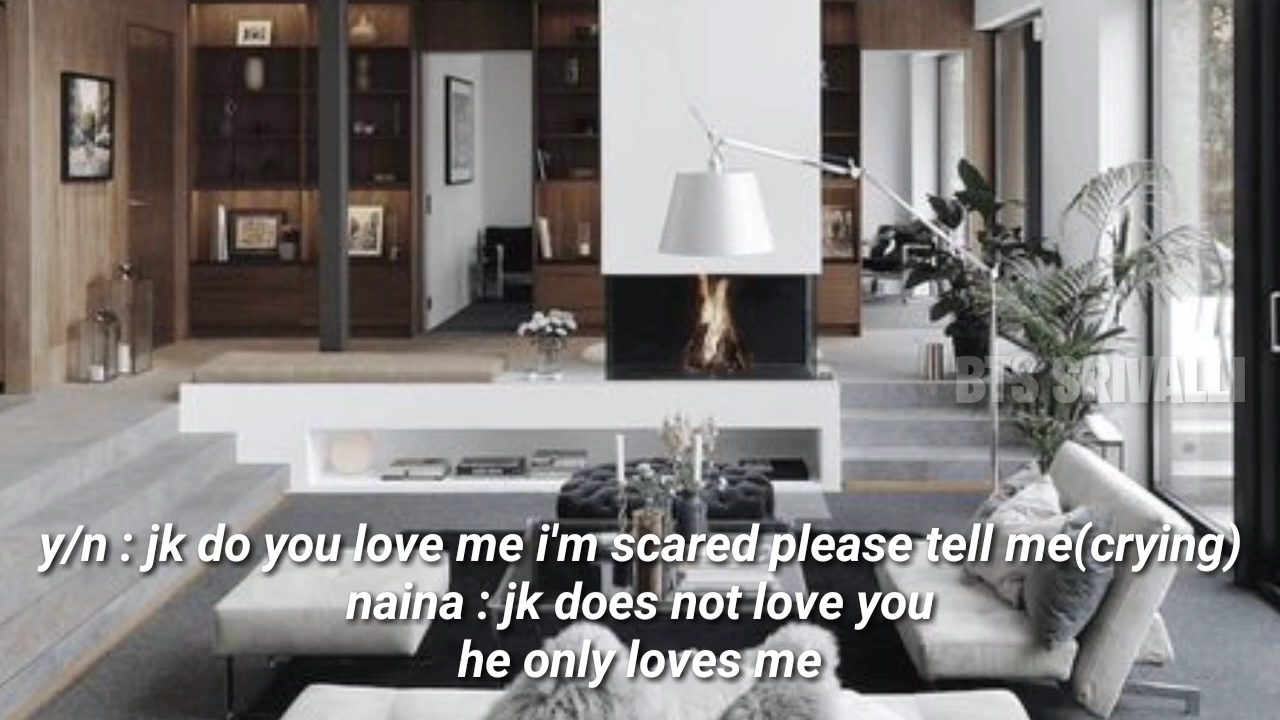 BTS SRIVALLI
y/n : jk do you love me i'm scared please tell me(crying)
naina : jk does not love you
he only loves me